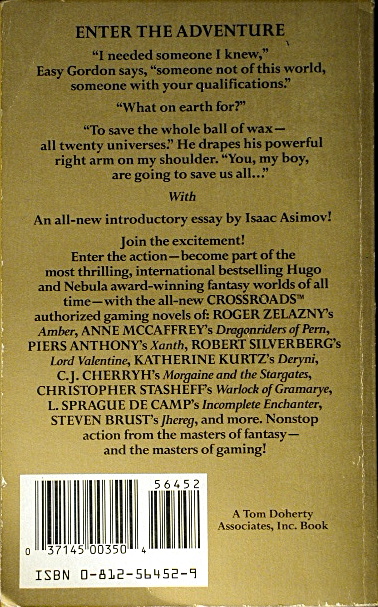 ENTER THE ADVENTURE
“I needed someone I knew,”
Easy Gordon says, “someone not of this world,
someone with your qualifications.”
“What on earth for?”
“To save the whole ball of wax—
all twenty universes.” He drapes his powerful
right arm on my shoulder. “You, my boy,
are going to save us all...”
With
An all-new introductory essay by Isaac Asimov!
Join the excitement!
Enter the action—become part of the
most thrilling, international bestselling Hugo
and Nebula award-winning fantasy worlds of all
time—with the all-new CROSSROADS™
authorized gaming novels of: ROGER ZELAZNY’s
Amber, ANNE MCCAFFREY’s Dragonriders of Pern,
PIERS ANTHONY’s Xanth, ROBERT SILVERBERG’s
Lord Valentine, KATHERINE KURTZ’s Deryni,
C.J. CHERRYH’s Morgaine and the Stargates,
CHRISTOPHER STASHEFF’s Warlock of Gramarye,
L. SPRAGUE DE CAMP’s Incomplete Enchanter,
STEVEN BRUST’s Jhereg, and more. Nonstop
action from the masters of fantasy—
and the masters of gaming!
56452
0 37145 00350 4
ISBN 0-812-56452-9
A Tom Doherty
Associates, Inc. Book